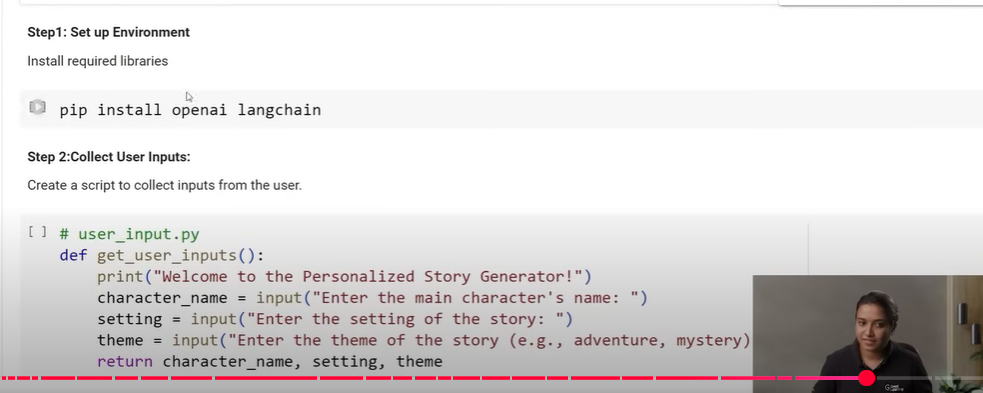 Step1: Set up Environment
Install required libraries
pip install openai langchain
Step 2:Collect User Inputs:
Create a script to collect inputs from the user.
[ ] # user_input.py
def get_user_inputs():
print("Welcome to the Personalized Story Generator!")
character_name = input("Enter the main character's name: ")
setting = input("Enter the setting of the story: ")
theme = input("Enter the theme of the story (e.g., adventure, mystery)
return character_name, setting, theme